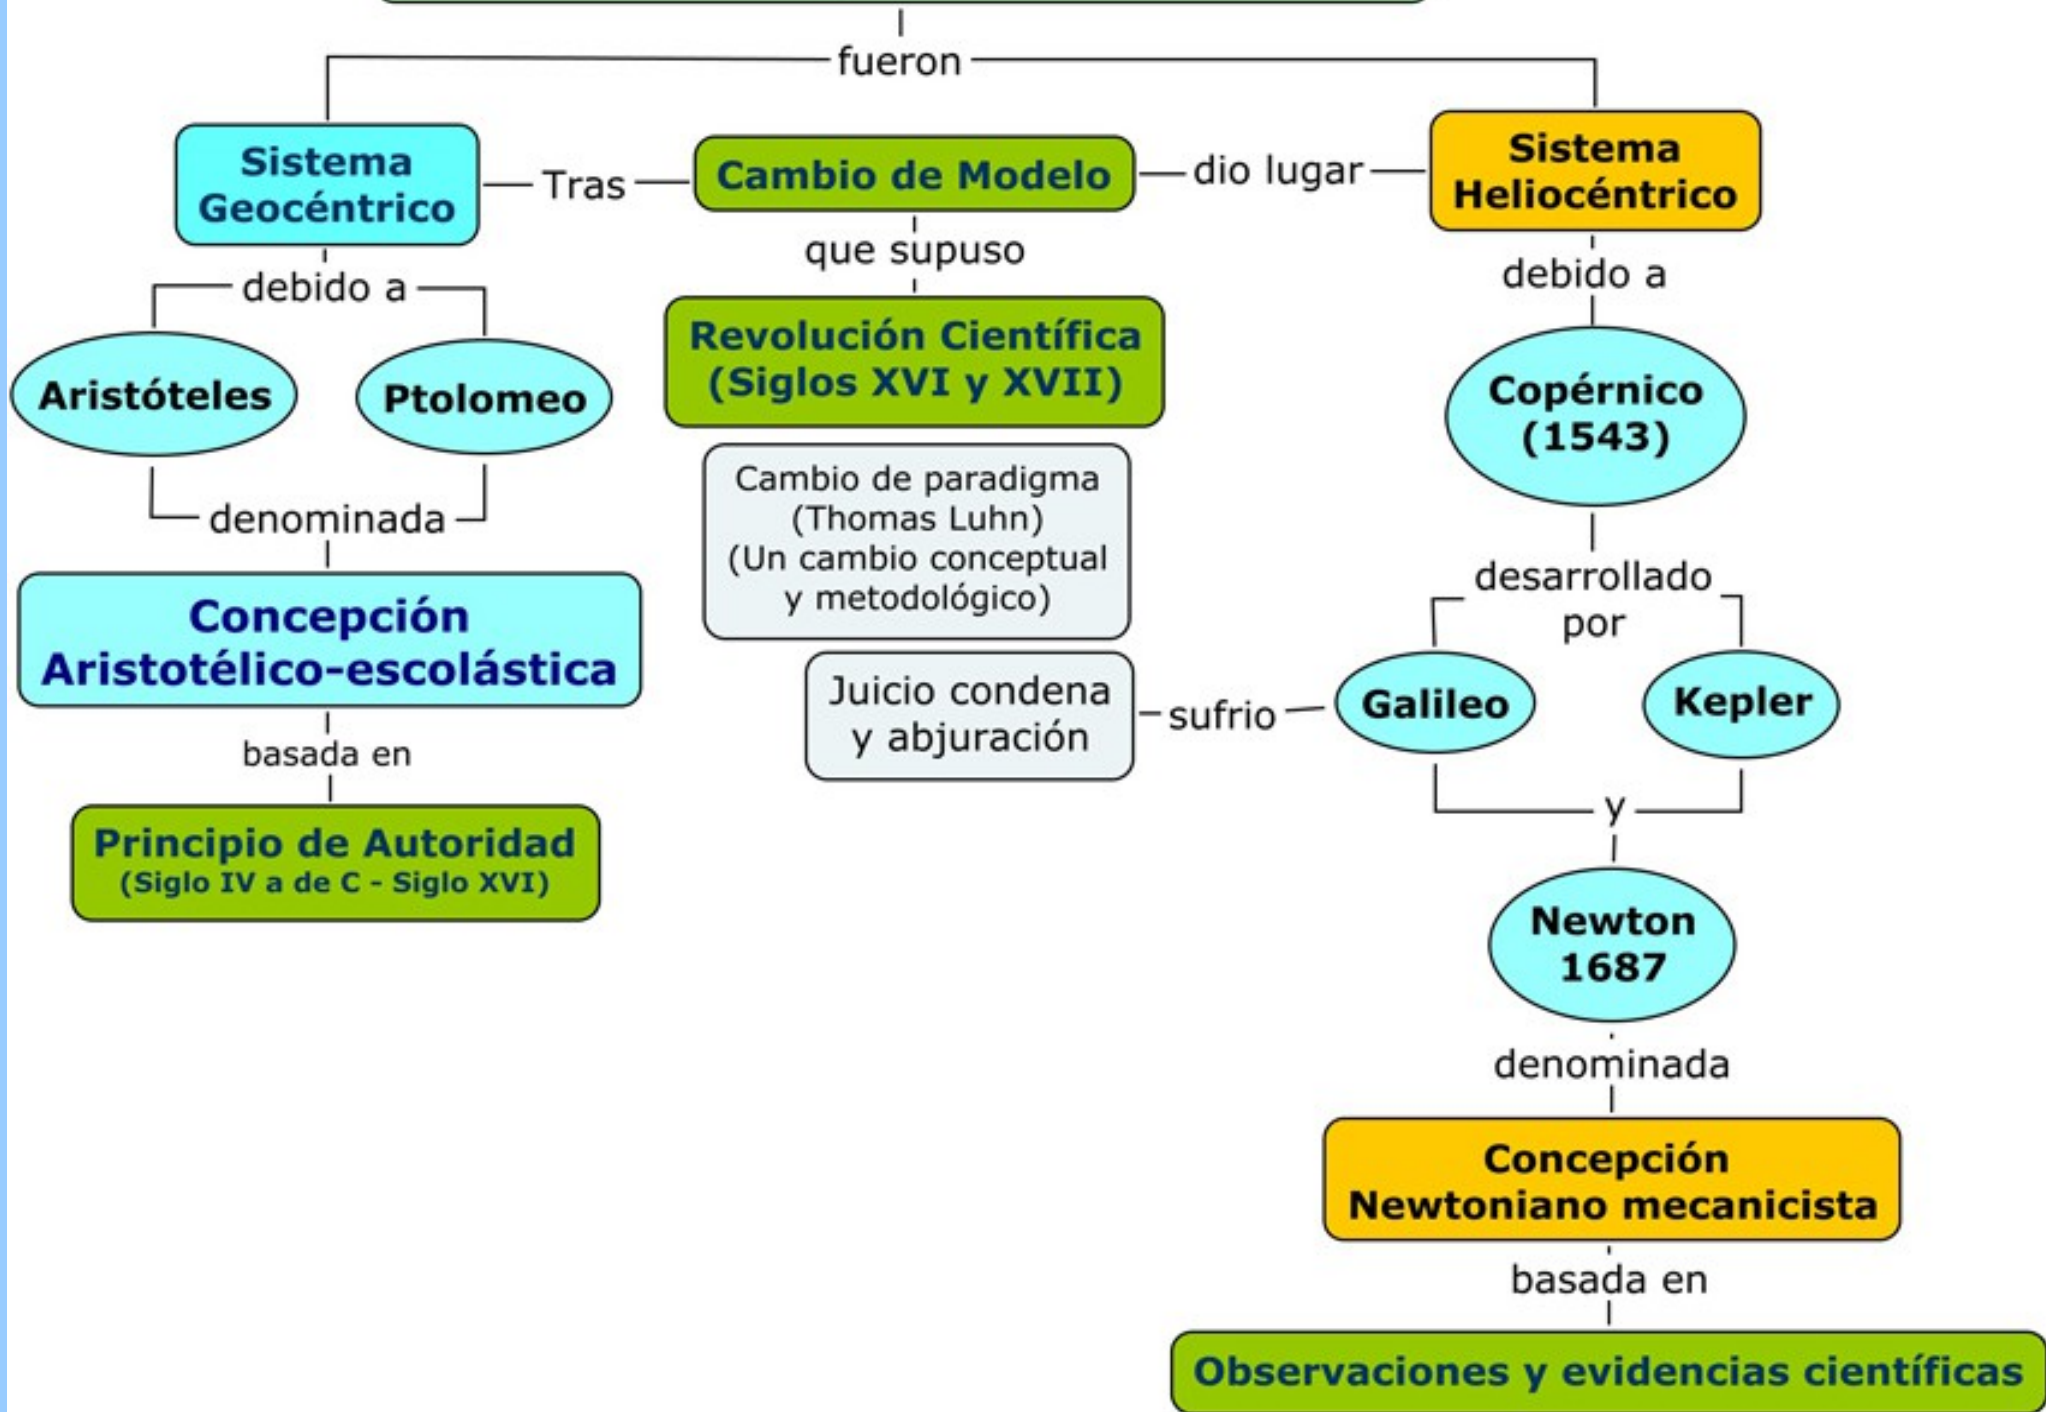 fueron
Sistema
Geocéntrico
Tras
Cambio de Modelo
dio lugar
Sistema
Heliocéntrico
debido a
Aristóteles
Ptolomeo
denominada
Concepción
Aristotélico-escolástica
basada en
Principio de Autoridad
(Siglo IV a de C - Siglo XVI)
que supuso
Revolución Científica
(Siglos XVI y XVII)
Cambio de paradigma
(Thomas Luhn)
(Un cambio conceptual
y metodológico)
debido a
Copérnico
(1543)
desarrollado
por
Juicio condena
y abjuración
sufrio
Galileo
Kepler
y
Newton
1687
denominada
Concepción
Newtoniano mecanicista
basada en
Observaciones y evidencias científicas